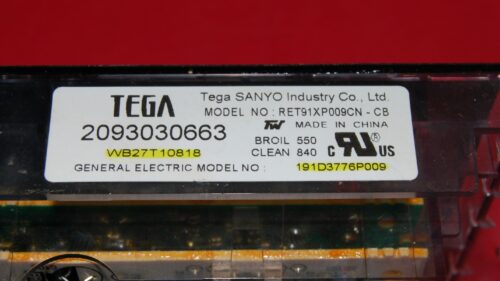 TEGA
Tega SANYO Industry Co., Ltd.
MODEL NO : RET91XP009CN - CB
2093030663
MADE IN CHINA
WB27T10818
BROIL 550
CLEAN 840
C US
GENERAL ELECTRIC MODEL NO :
191D3776P009